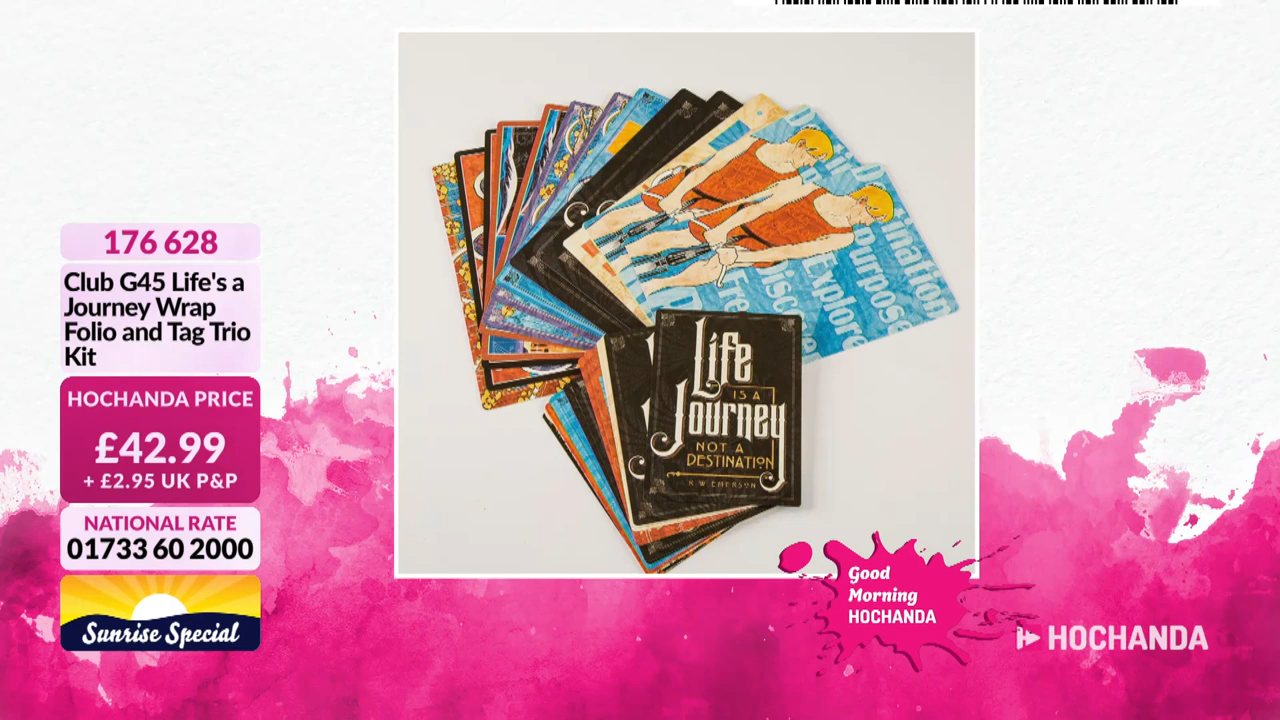 176 628
Club G45 Life's a
Journey Wrap
Folio and Tag Trio
Kit
HOCHANDA PRICE
£42.99
+ £2.95 UK P&P
NATIONAL RATE
01733 60 2000
Sunrise Special
Explore
Purpose
Life
IS A
Journey
NOT A
DESTINATION
R.W. EMERSON
Good
Morning
HOCHANDA
HOCHANDA